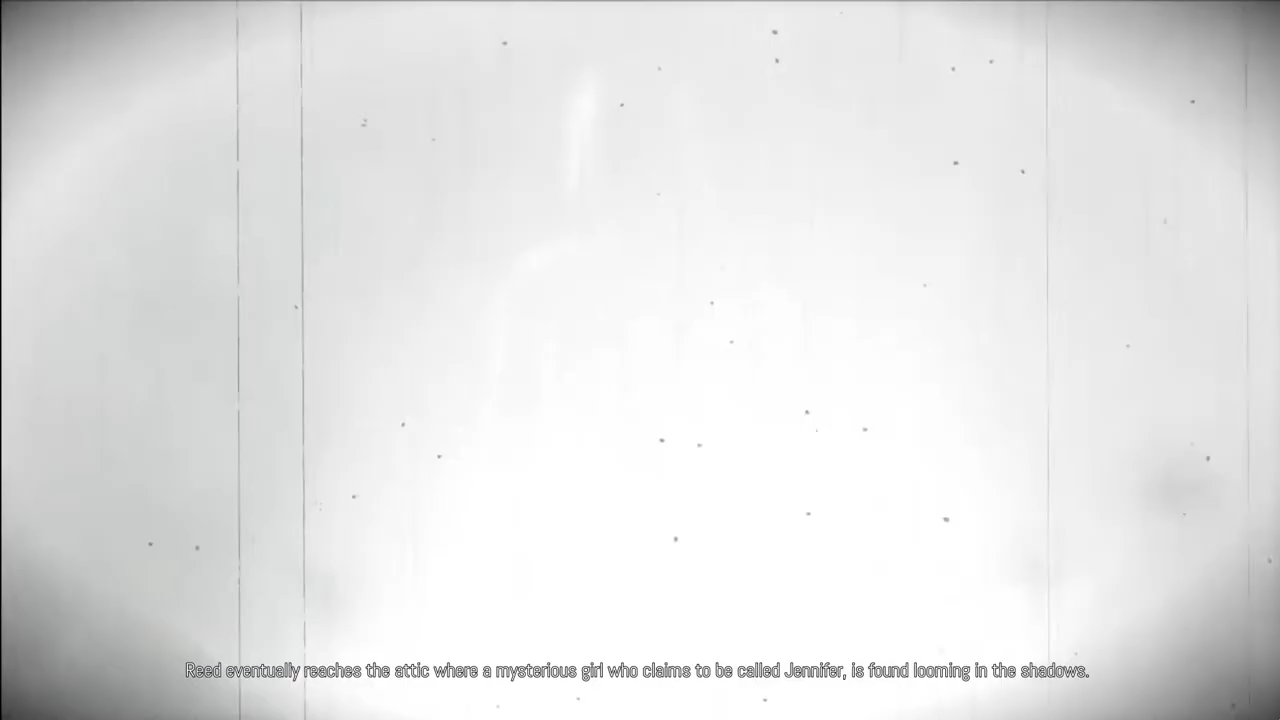 Reed eventually reaches the attic where a mysterious girl who claims to be called Jennifer, is found looming in the shadows.